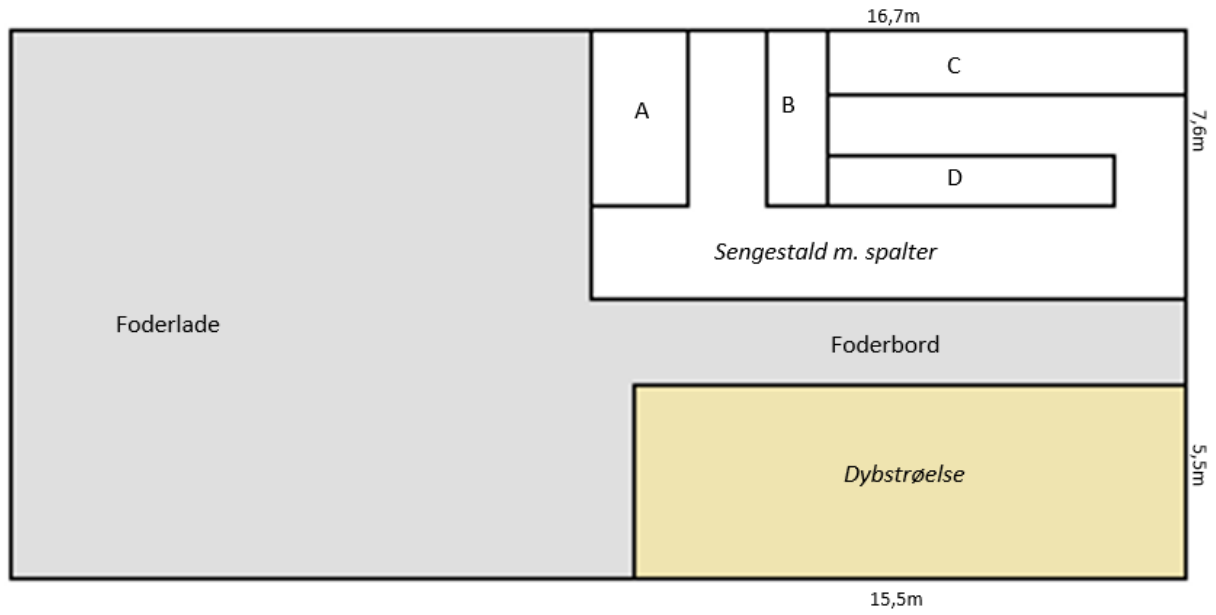 16,7m
C
A
B
7,6m
D
Sengestald m. spalter
Foderlade
Foderbord
Dybstrøelse
5,5m
15,5m